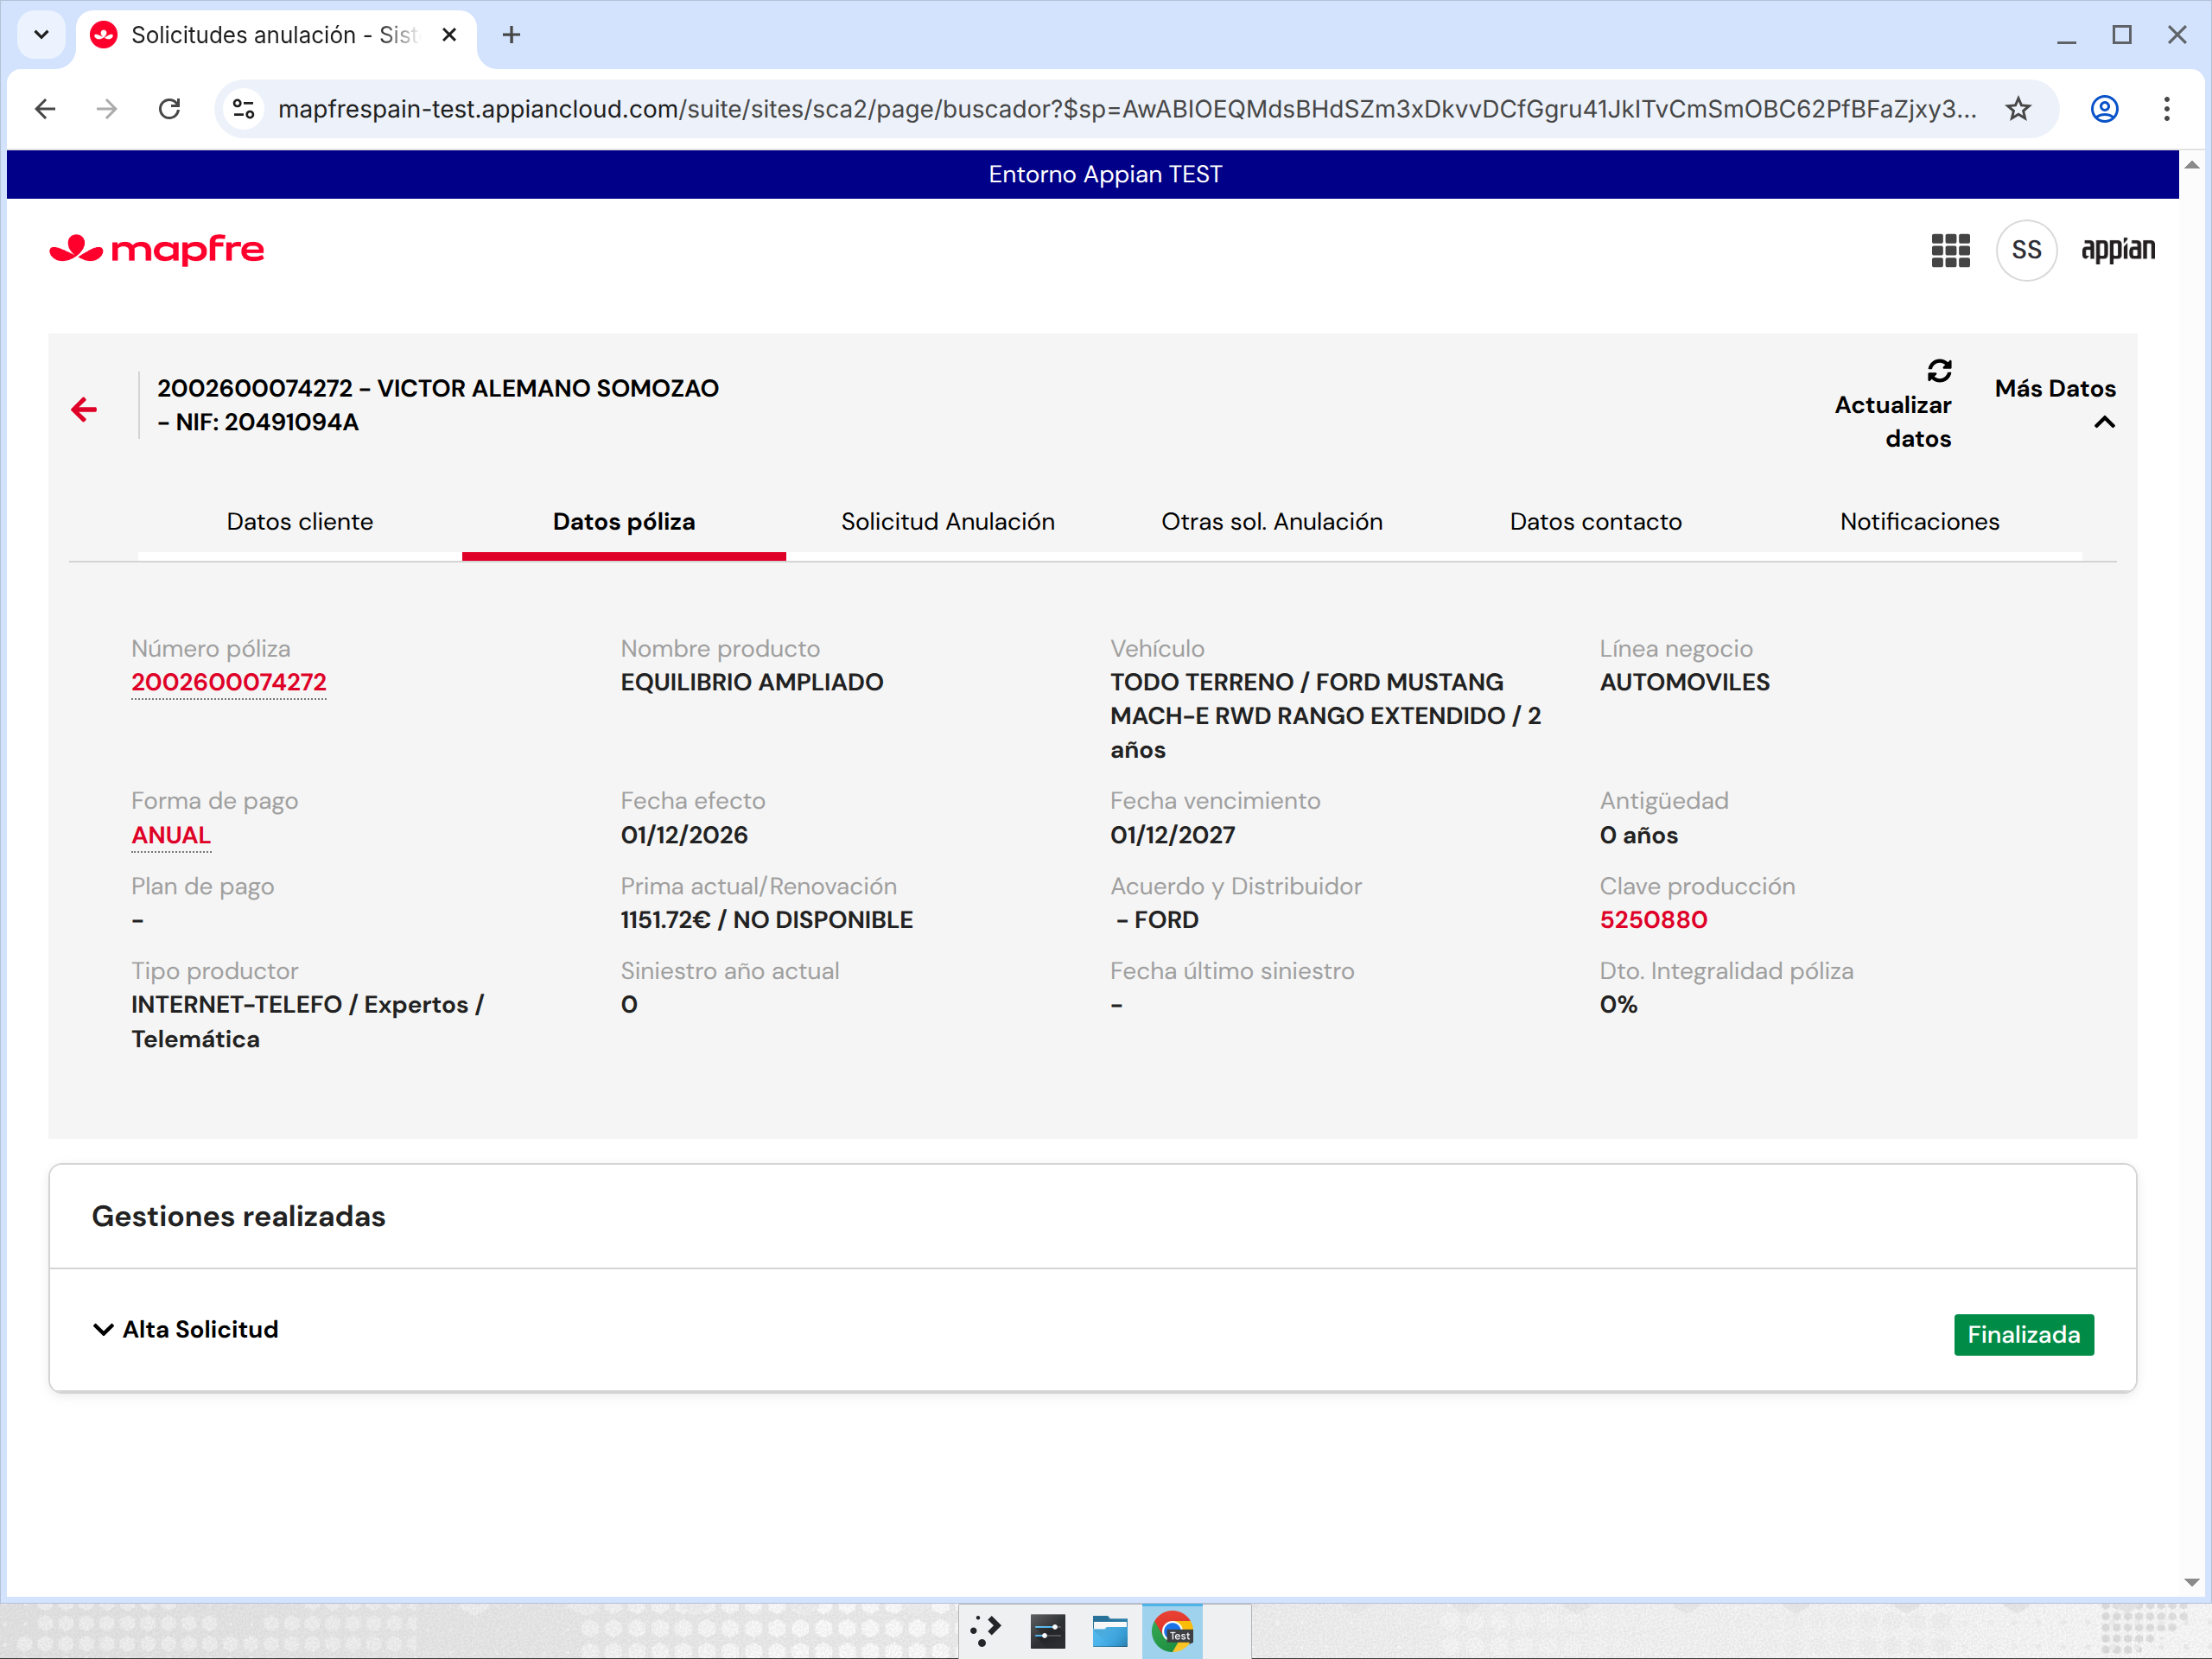 Solicitudes anulación - Sist
mapfrespain-test.appiancloud.com/suite/sites/sca2/page/buscador?$sp=AwABIOEQMdsBHdSZm3xDkvvDCfGgru41JkITvCmSmOBC62PfBFaZjxy3...
Entorno Appian TEST
mapfre
SS
appian
2002600074272 – VICTOR ALEMANO SOMOZAO
– NIF: 20491094A
Actualizar
datos
Más Datos
Datos cliente
Datos póliza
Solicitud Anulación
Otras sol. Anulación
Datos contacto
Notificaciones
Número póliza
2002600074272
Nombre producto
EQUILIBRIO AMPLIADO
Vehículo
TODO TERRENO / FORD MUSTANG
MACH-E RWD RANGO EXTENDIDO / 2
años
Línea negocio
AUTOMOVILES
Forma de pago
ANUAL
Fecha efecto
01/12/2026
Fecha vencimiento
01/12/2027
Antigüedad
0 años
Plan de pago
–
Prima actual/Renovación
1151.72€ / NO DISPONIBLE
Acuerdo y Distribuidor
– FORD
Clave producción
5250880
Tipo productor
INTERNET-TELEFO / Expertos /
Telemática
Siniestro año actual
0
Fecha último siniestro
–
Dto. Integralidad póliza
0%
Gestiones realizadas
Alta Solicitud
Finalizada
Test